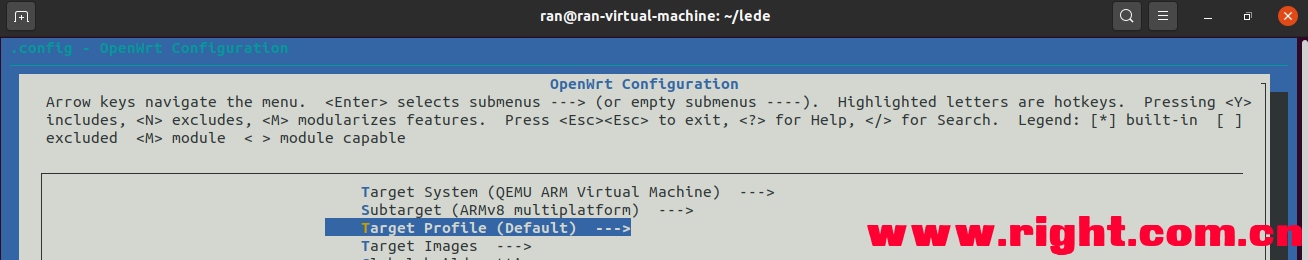 ran@ran-virtual-machine: ~/lede
.config - OpenWrt Configuration
OpenWrt Configuration
Arrow keys navigate the menu.  <Enter> selects submenus ---> (or empty submenus ----).  Highlighted letters are hotkeys.  Pressing <Y>
includes, <N> excludes, <M> modularizes features.  Press <Esc><Esc> to exit, <?> for Help, </> for Search.  Legend: [*] built-in  [ ]
excluded  <M> module  < > module capable
Target System (QEMU ARM Virtual Machine)  --->
Subtarget (ARMv8 multiplatform)  --->
Target Profile (Default)  --->
Target Images  --->
www.right.com.cn